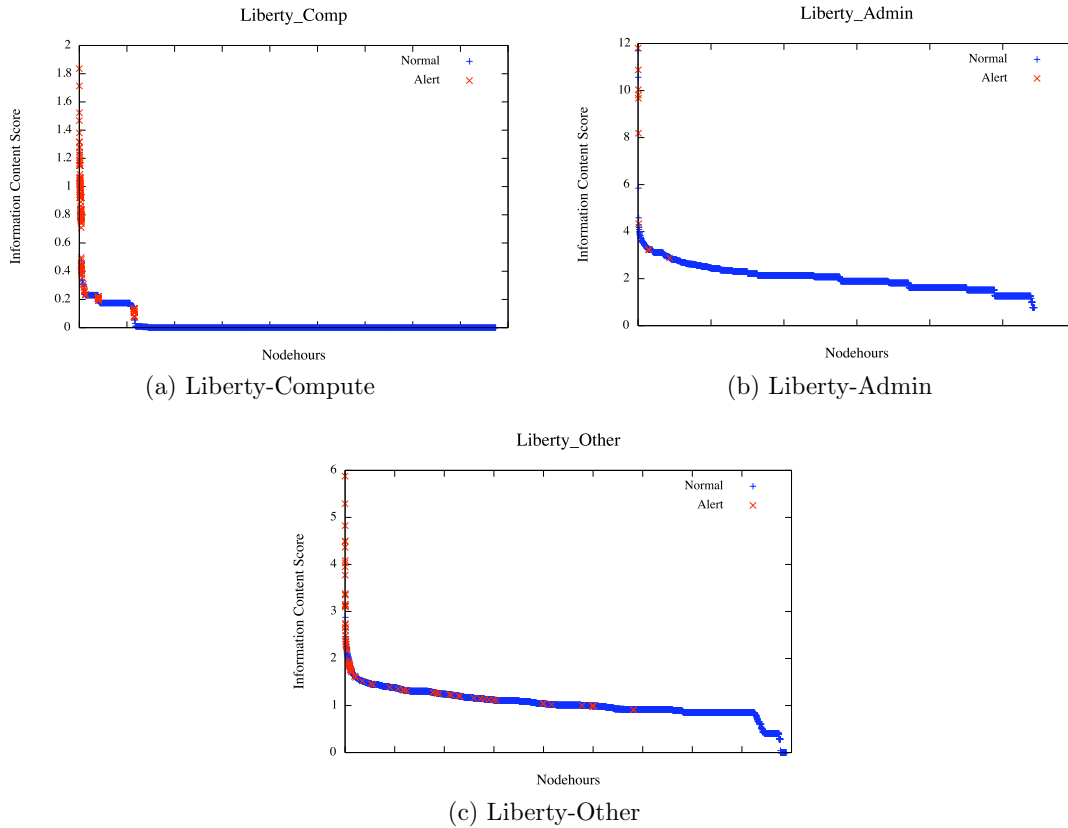 Liberty_Comp
2
1.8
1.6
1.4
1.2
1
0.8
0.6
0.4
0.2
0
Information Content Score
Normal
Alert
Nodehours
(a) Liberty-Compute
Liberty_Admin
12
10
8
6
4
2
0
Information Content Score
Normal
Alert
Nodehours
(b) Liberty-Admin
Liberty_Other
6
5
4
3
2
1
0
Information Content Score
Normal
Alert
Nodehours
(c) Liberty-Other